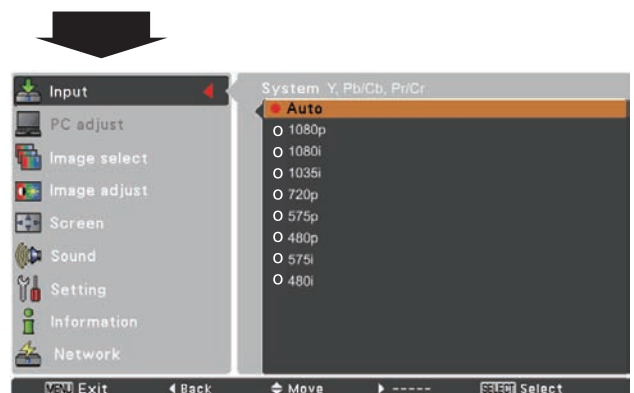 Input
PC adjust
Image select
Image adjust
Screen
Sound
Setting
Information
Network
System Y, Pb/Cb, Pr/Cr
Auto
1080p
1080i
1035i
720p
575p
480p
575i
480i
MENU Exit Back Move ----- SELECT Select